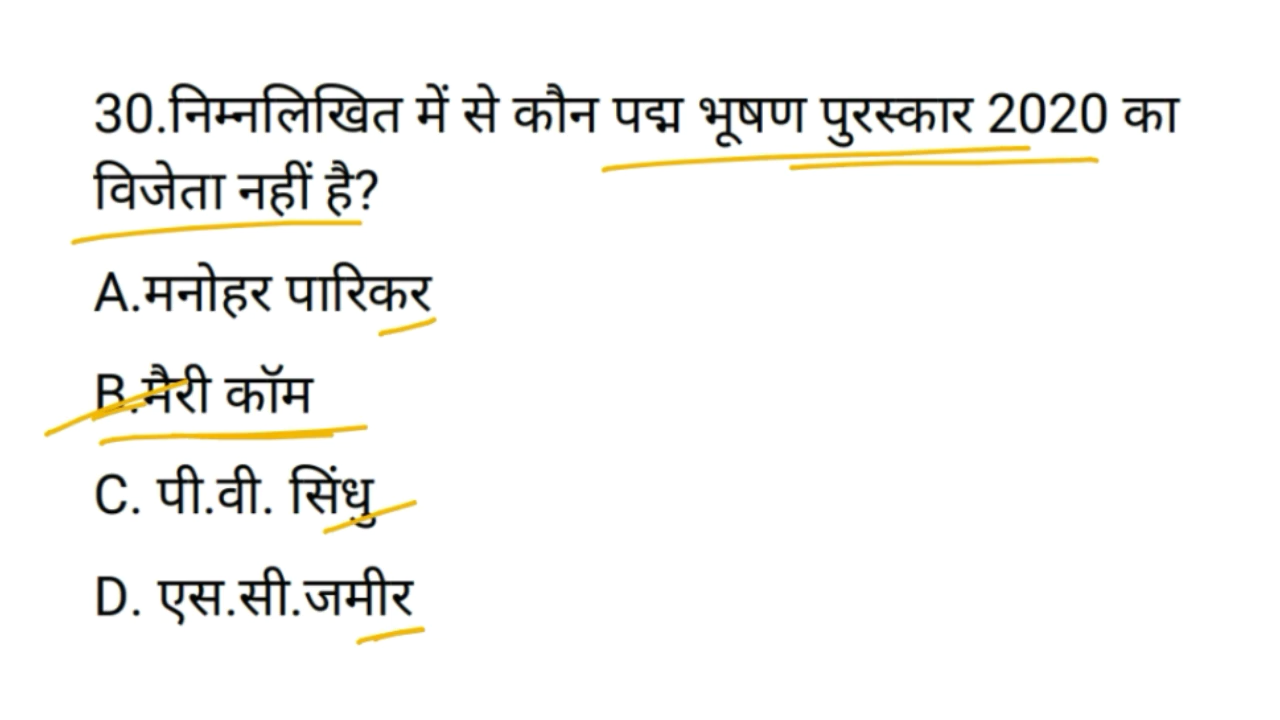 30.निम्नलिखित में से कौन पद्म भूषण पुरस्कार 2020 का
विजेता नहीं है?
A.मनोहर पारिकर
B.मैरी कॉम
C. पी.वी. सिंधु
D. एस.सी.जमीर